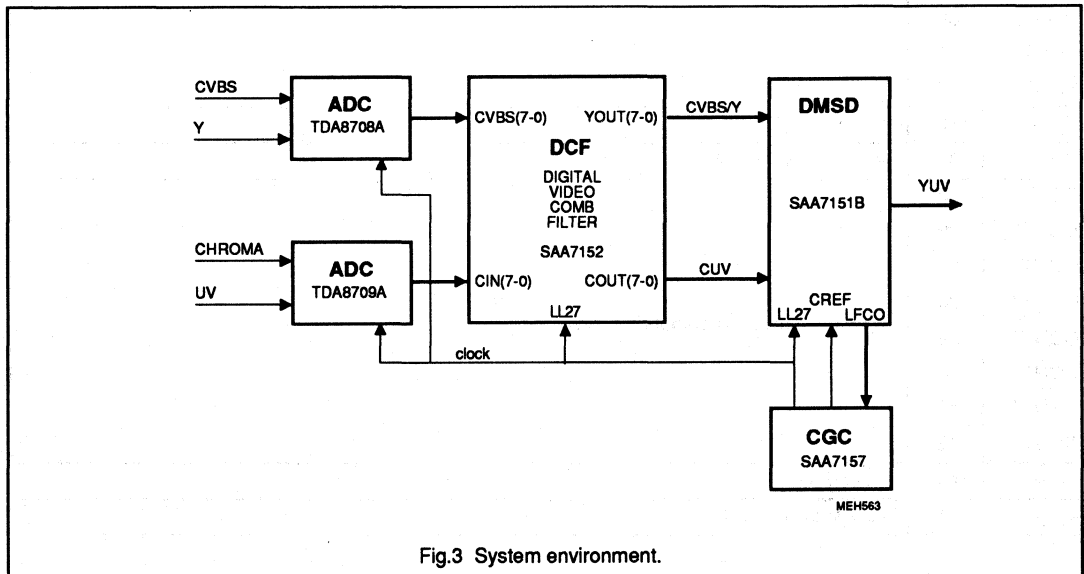 CVBS
Y
ADC
TDA8708A
CVBS(7-0)
YOUT(7-0)
DCF
DIGITAL
VIDEO
COMB
FILTER
SAA7152
CVBS/Y
DMSD
SAA7151B
YUV
CHROMA
UV
ADC
TDA8709A
CIN(7-0)
COUT(7-0)
LL27
CUV
CREF
LL27
LFCO
clock
CGC
SAA7157
MEH563
Fig.3 System environment.